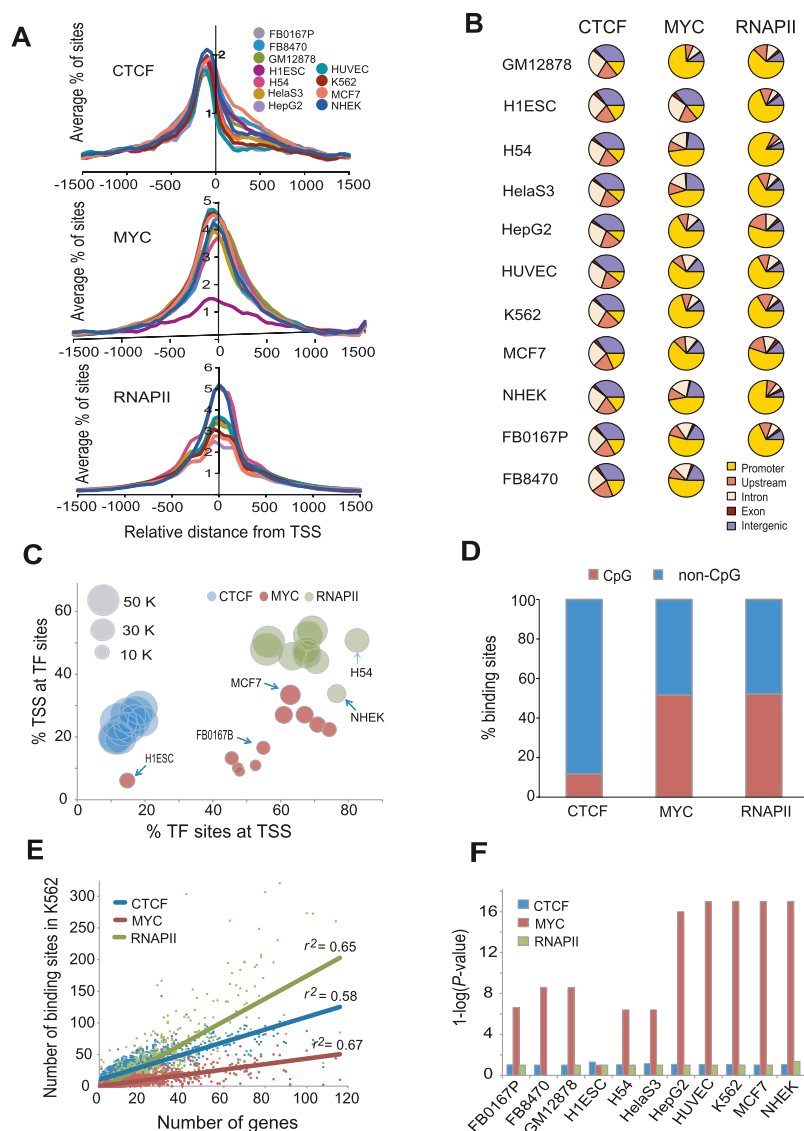 A
Average % of sites
CTCF
2
1
FB0167P
FB8470
GM12878
H1ESC
H54
HelaS3
HepG2
HUVEC
K562
MCF7
NHEK
-1500 -1000 -500 0 500 1000 1500
Average % of sites
MYC
5
4
3
2
1
-1500 -1000 -500 0 500 1000 1500
Average % of sites
RNAPII
6
5
4
3
2
1
-1500 -1000 -500 0 500 1000 1500
Relative distance from TSS
B
CTCF MYC RNAPII
GM12878
H1ESC
H54
HelaS3
HepG2
HUVEC
K562
MCF7
NHEK
FB0167P
FB8470
Promoter
Upstream
Intron
Exon
Intergenic
C
% TSS at TF sites
60
40
20
0
50 K
30 K
10 K
CTCF MYC RNAPII
H54
MCF7
NHEK
FB0167B
H1ESC
0 20 40 60 80
% TF sites at TSS
D
CpG non-CpG
% binding sites
100
80
60
40
20
0
CTCF MYC RNAPII
E
Number of binding sites in K562
300
250
200
150
100
50
0
CTCF
MYC
RNAPII
r²= 0.65
r²= 0.58
r²= 0.67
0 20 40 60 80 100 120
Number of genes
F
1-log(P-value)
16
12
8
4
0
CTCF
MYC
RNAPII
FB0167P
FB8470
GM12878
H1ESC
H54
HelaS3
HepG2
HUVEC
K562
MCF7
NHEK